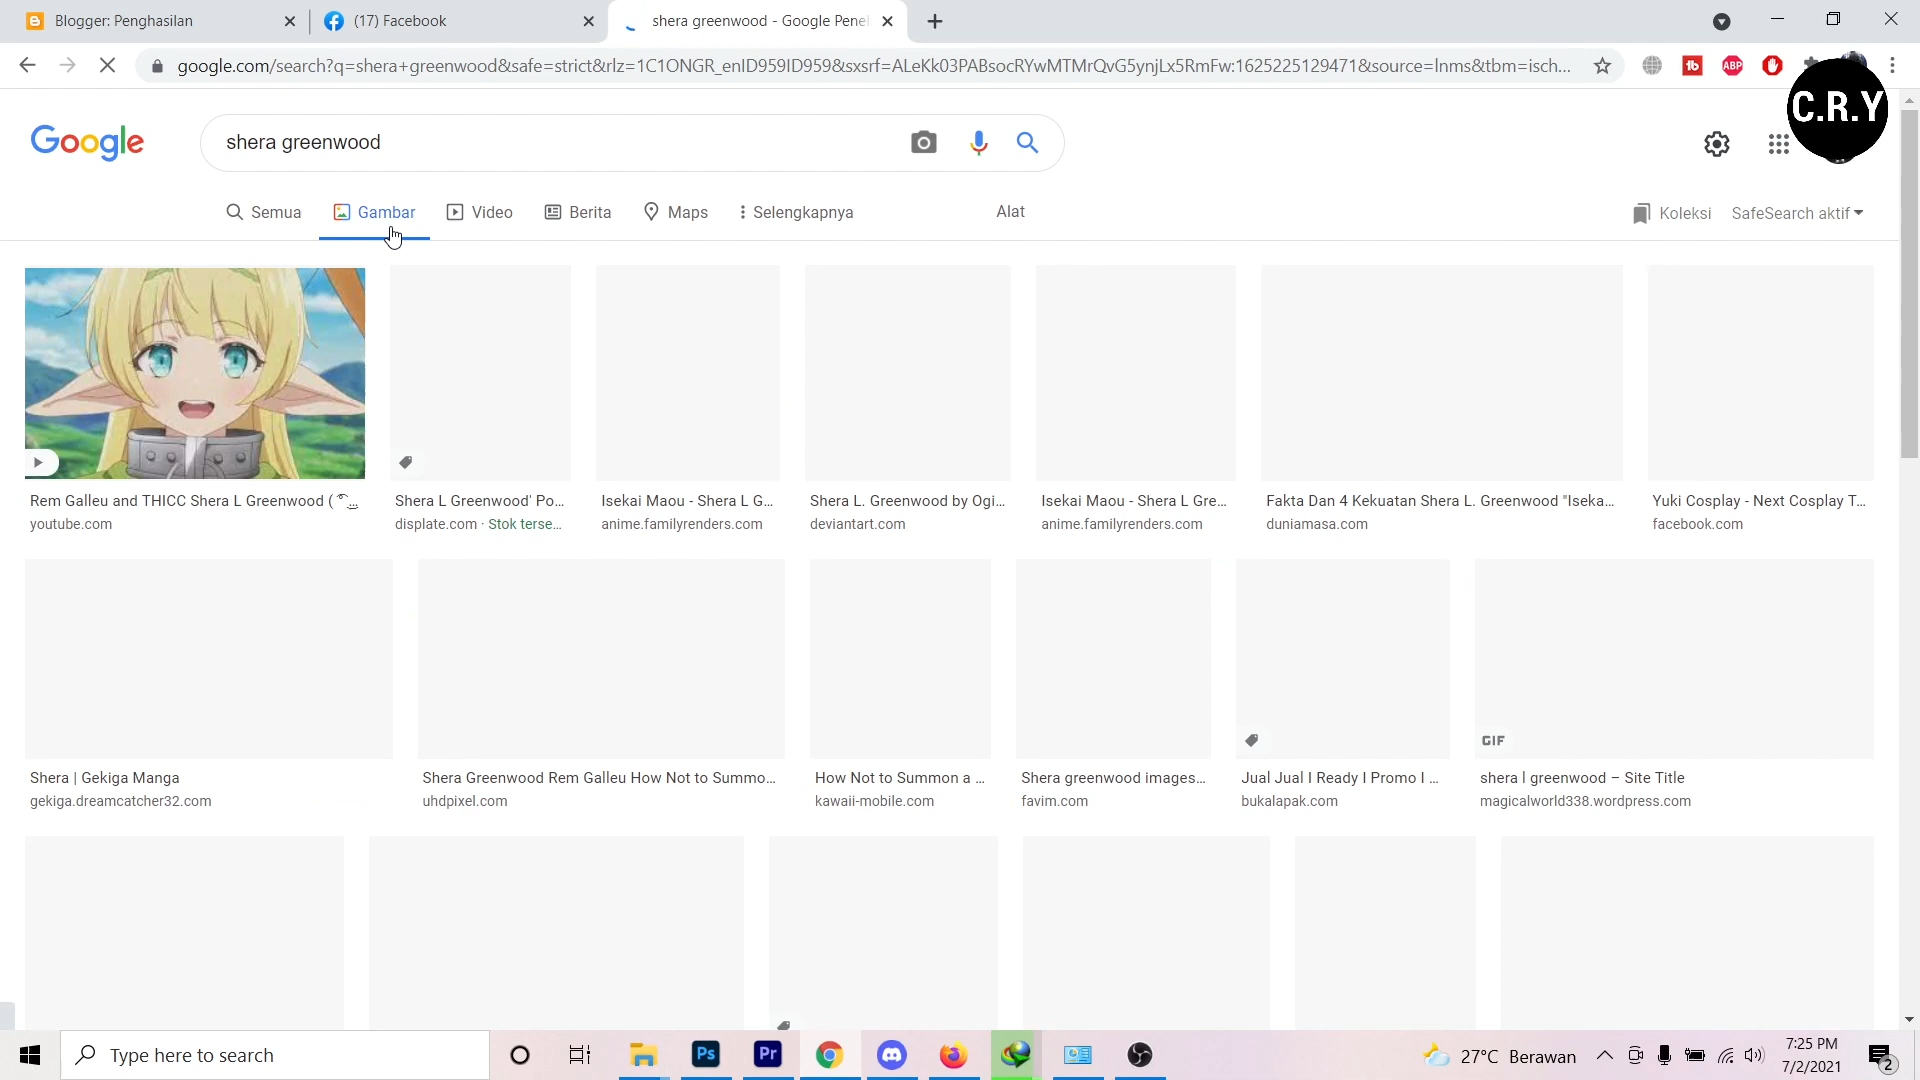 Blogger: Penghasilan
(17) Facebook
shera greenwood - Google Penel
google.com/search?q=shera+greenwood&safe=strict&rlz=1C1ONGR_enID959ID959&sxsrf=ALeKk03PABsocRYwMTMrQvG5ynjLx5RmFw:1625225129471&source=lnms&tbm=isch...
ABP
C.R.Y
Google
shera greenwood
Semua
Gambar
Video
Berita
Maps
Selengkapnya
Alat
Koleksi
SafeSearch aktif
Rem Galleu and THICC Shera L Greenwood ( ͡° ͜...
youtube.com
Shera L Greenwood' Po...
displate.com · Stok terse...
Isekai Maou - Shera L G...
anime.familyrenders.com
Shera L. Greenwood by Ogi...
deviantart.com
Isekai Maou - Shera L Gre...
anime.familyrenders.com
Fakta Dan 4 Kekuatan Shera L. Greenwood "Iseka...
duniamasa.com
Yuki Cosplay - Next Cosplay T...
facebook.com
GIF
Shera | Gekiga Manga
gekiga.dreamcatcher32.com
Shera Greenwood Rem Galleu How Not to Summo...
uhdpixel.com
How Not to Summon a ...
kawaii-mobile.com
Shera greenwood images...
favim.com
Jual Jual I Ready I Promo I ...
bukalapak.com
shera l greenwood – Site Title
magicalworld338.wordpress.com
Type here to search
Ps
Pr
27°C Berawan
7:25 PM
7/2/2021
2